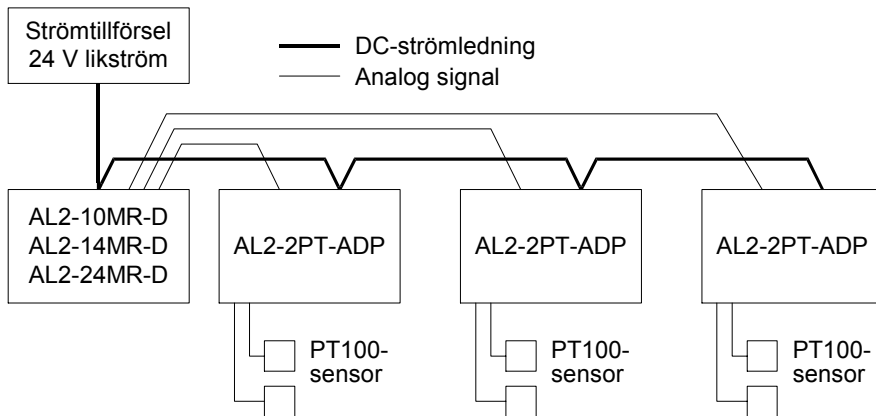 Strömtillförsel
24 V likström
DC-strömledning
Analog signal
AL2-10MR-D
AL2-14MR-D
AL2-24MR-D
AL2-2PT-ADP
AL2-2PT-ADP
AL2-2PT-ADP
PT100-
sensor
PT100-
sensor
PT100-
sensor